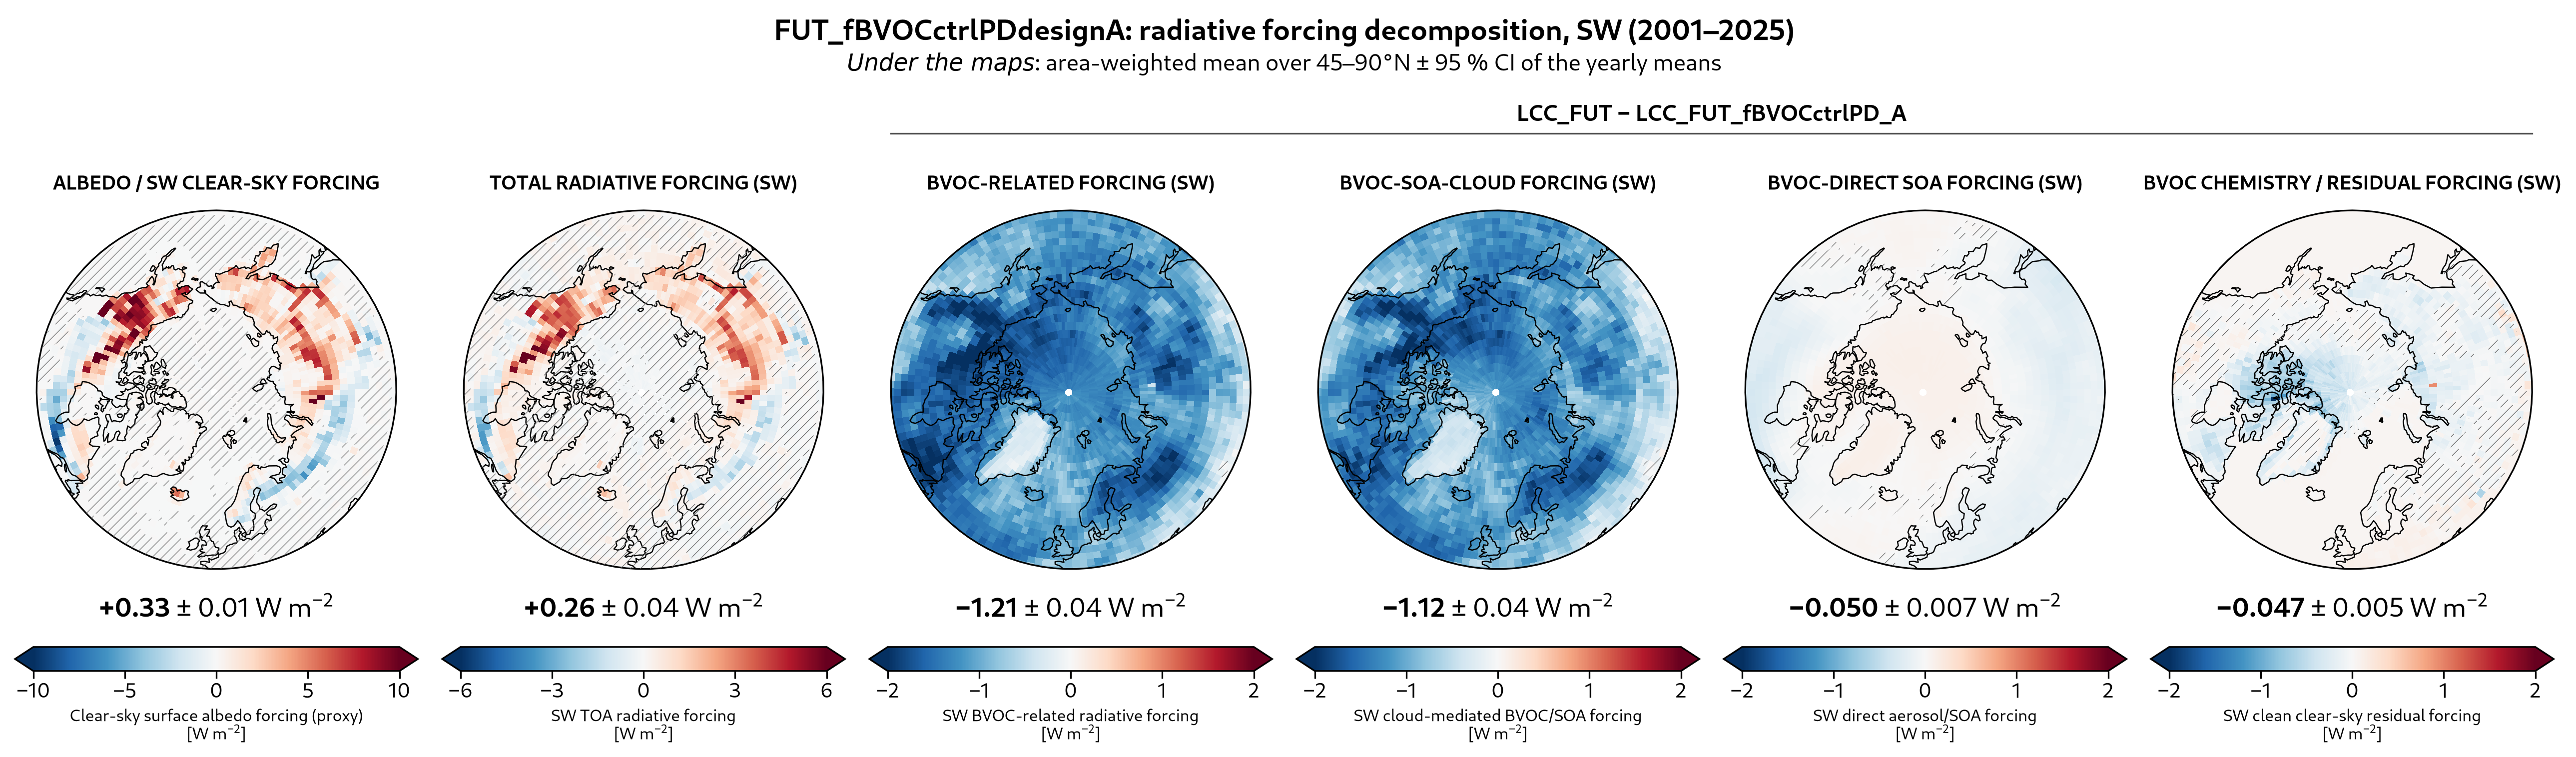 FUT_fBVOCctrlPDdesignA: radiative forcing decomposition, SW (2001–2025)
Under the maps: area-weighted mean over 45–90°N ± 95 % CI of the yearly means
LCC_FUT − LCC_FUT_fBVOCctrlPD_A
ALBEDO / SW CLEAR-SKY FORCING
TOTAL RADIATIVE FORCING (SW)
BVOC-RELATED FORCING (SW)
BVOC-SOA-CLOUD FORCING (SW)
BVOC-DIRECT SOA FORCING (SW)
BVOC CHEMISTRY / RESIDUAL FORCING (SW)
+0.33 ± 0.01 W m⁻²
+0.26 ± 0.04 W m⁻²
−1.21 ± 0.04 W m⁻²
−1.12 ± 0.04 W m⁻²
−0.050 ± 0.007 W m⁻²
−0.047 ± 0.005 W m⁻²
−10 −5 0 5 10
−6 −3 0 3 6
−2 −1 0 1 2
−2 −1 0 1 2
−2 −1 0 1 2
−2 −1 0 1 2
Clear-sky surface albedo forcing (proxy)
[W m⁻²]
SW TOA radiative forcing
[W m⁻²]
SW BVOC-related radiative forcing
[W m⁻²]
SW cloud-mediated BVOC/SOA forcing
[W m⁻²]
SW direct aerosol/SOA forcing
[W m⁻²]
SW clean clear-sky residual forcing
[W m⁻²]